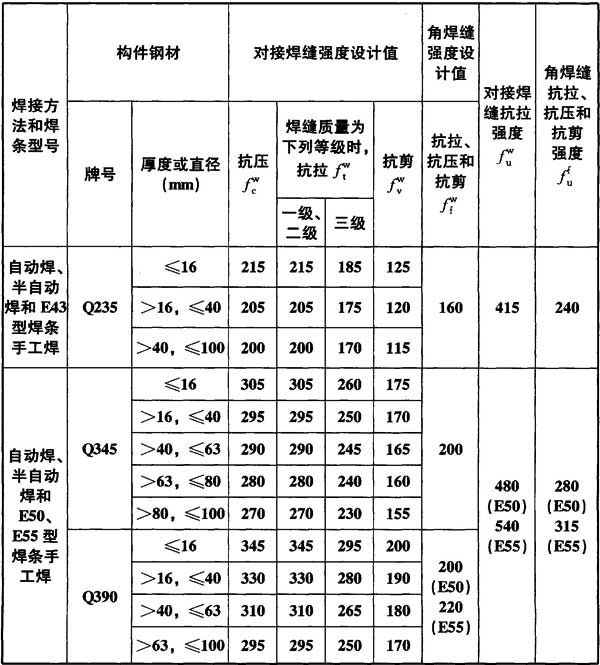 焊接方
法和焊
条型号
构件钢材
对接焊缝强度设计值
角焊缝
强度设
计值
对接焊
缝抗拉
强度
f_u^w
角焊缝
抗拉、
抗压和
抗剪
强度
f_u^f
牌号
厚度或直径
(mm)
抗压
f_c^w
焊缝质量为
下列等级时，
抗拉 f_t^w
一级、
二级
三级
抗剪
f_v^w
抗拉、
抗压和
抗剪
f_f^w
自动焊、
半自动
焊和 E43
型焊条
手工焊
Q235
≤16 215 215 185 125
>16，≤40 205 205 175 120
>40，≤100 200 200 170 115
160
415
240
自动焊、
半自动
焊和
E50、
E55 型
焊条手
工焊
Q345
≤16 305 305 260 175
>16，≤40 295 295 250 170
>40，≤63 290 290 245 165
>63，≤80 280 280 240 160
>80，≤100 270 270 230 155
200
Q390
≤16 345 345 295 200
>16，≤40 330 330 280 190
>40，≤63 310 310 265 180
>63，≤100 295 295 250 170
200
(E50)
220
(E55)
480
(E50)
540
(E55)
280
(E50)
315
(E55)